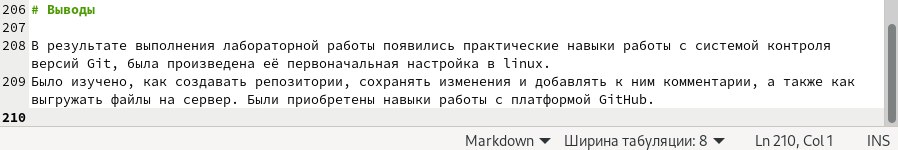 206 # Выводы
207
208 В результате выполнения лабораторной работы появились практические навыки работы с системой контроля
версий Git, была произведена её первоначальная настройка в linux.
209 Было изучено, как создавать репозитории, сохранять изменения и добавлять к ним комментарии, а также как
выгружать файлы на сервер. Были приобретены навыки работы с платформой GitHub.
210
Markdown Ширина табуляции: 8 Ln 210, Col 1 INS